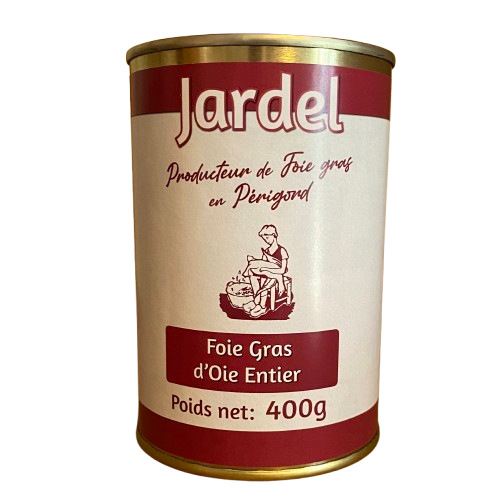 Jardel
Producteur de Foie gras
en Périgord
Foie Gras
d'Oie Entier
Poids net: 400g